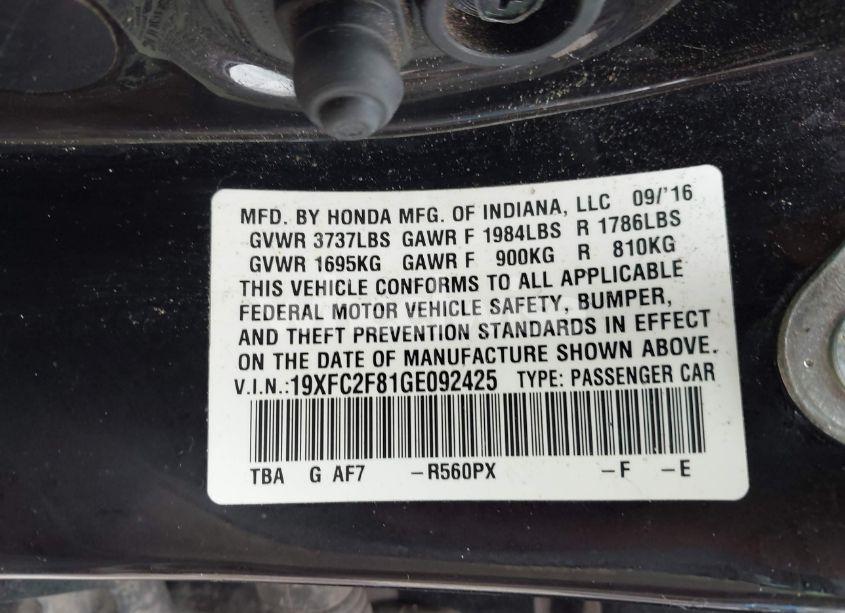 MFD. BY HONDA MFG. OF INDIANA, LLC 09/'16
GVWR 3737LBS GAWR F 1984LBS R 1786LBS
GVWR 1695KG GAWR F 900KG R 810KG
THIS VEHICLE CONFORMS TO ALL APPLICABLE
FEDERAL MOTOR VEHICLE SAFETY, BUMPER,
AND THEFT PREVENTION STANDARDS IN EFFECT
ON THE DATE OF MANUFACTURE SHOWN ABOVE.
V.I.N.:19XFC2F81GE092425 TYPE: PASSENGER CAR
TBA G AF7 –R560PX –F –E